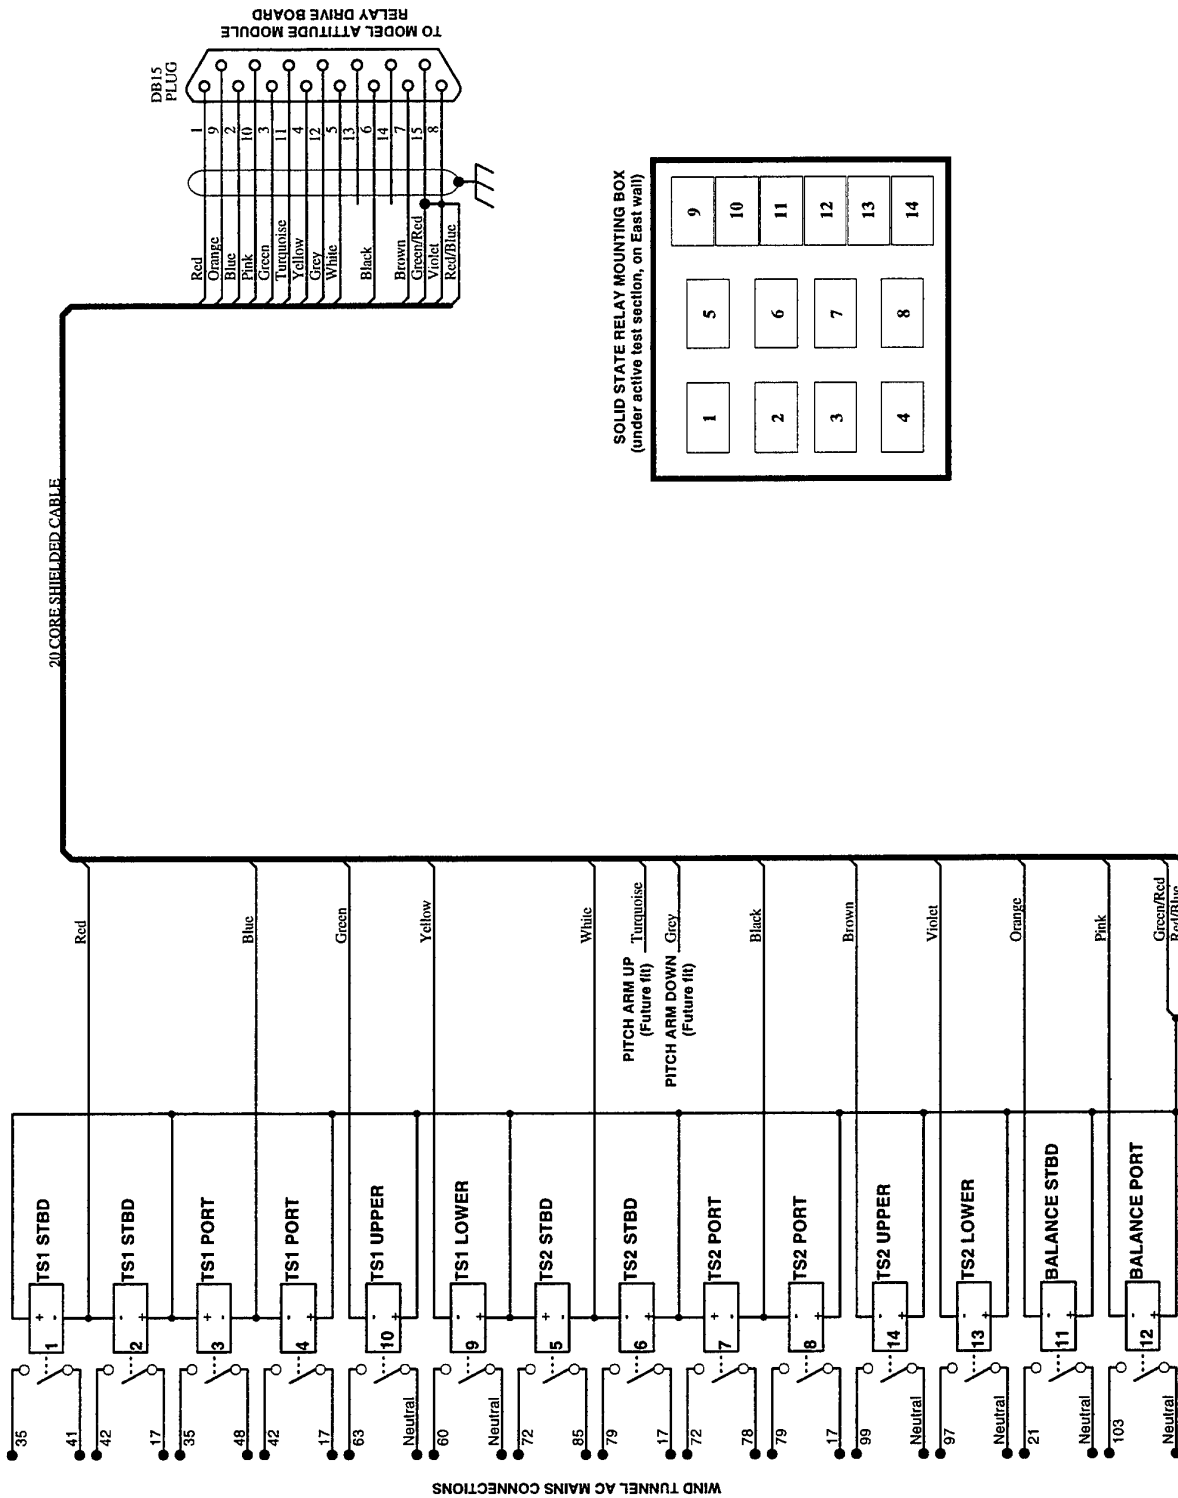 TO MODEL ATTITUDE MODULE
RELAY DRIVE BOARD
DB15
PLUG
1
9
2
10
3
11
4
12
5
13
6
14
7
15
8
Red
Orange
Blue
Pink
Green
Turquoise
Yellow
Grey
White
Black
Brown
Green/Red
Violet
Red/Blue
20 CORE SHIELDED CABLE
SOLID STATE RELAY MOUNTING BOX
(under active test section, on East wall)
9
10
11
12
13
14
5
6
7
8
1
2
3
4
Red
Blue
Green
Yellow
White
Turquoise
Grey
Black
Brown
Violet
Orange
Pink
Green/Red
Red/Blue
PITCH ARM UP
(Future fit)
PITCH ARM DOWN
(Future fit)
TS1 STBD
TS1 STBD
TS1 PORT
TS1 PORT
TS1 UPPER
TS1 LOWER
TS2 STBD
TS2 STBD
TS2 PORT
TS2 PORT
TS2 UPPER
TS2 LOWER
BALANCE STBD
BALANCE PORT
+ 1 -
- 2 +
+ 3 -
- 4 +
- 10 +
- 9 +
+ 5 -
- 6 +
+ 7 -
- 8 +
- 14 +
- 13 +
- 11 +
- 12 +
35
41
42
17
35
48
42
17
63
Neutral
60
Neutral
72
85
79
17
72
78
79
17
99
Neutral
97
Neutral
21
Neutral
103
Neutral
WIND TUNNEL AC MAINS CONNECTIONS